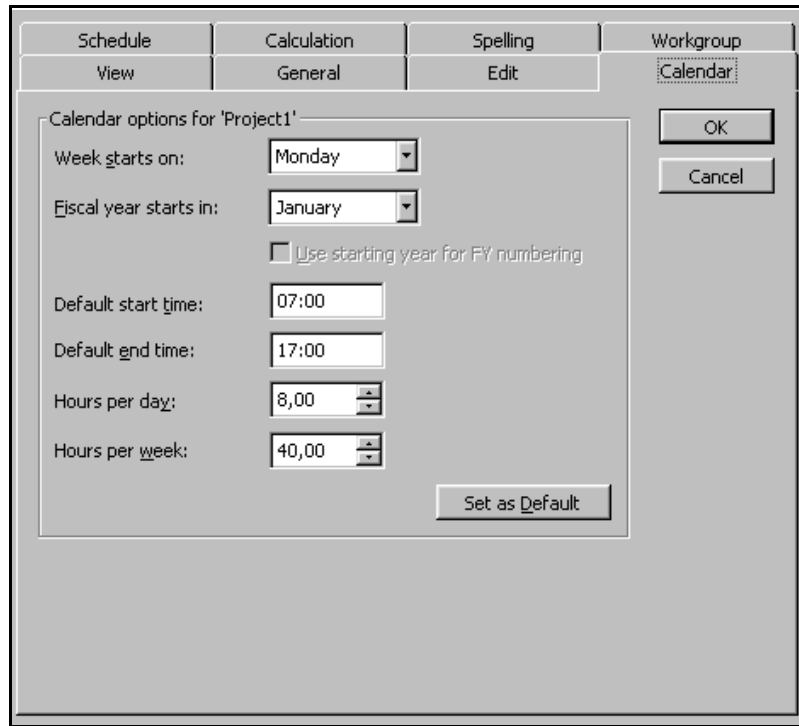 Schedule Calculation Spelling Workgroup
View General Edit Calendar
Calendar options for 'Project1'
OK
Week starts on: Monday
Cancel
Fiscal year starts in: January
Use starting year for FY numbering
Default start time: 07:00
Default end time: 17:00
Hours per day: 8,00
Hours per week: 40,00
Set as Default